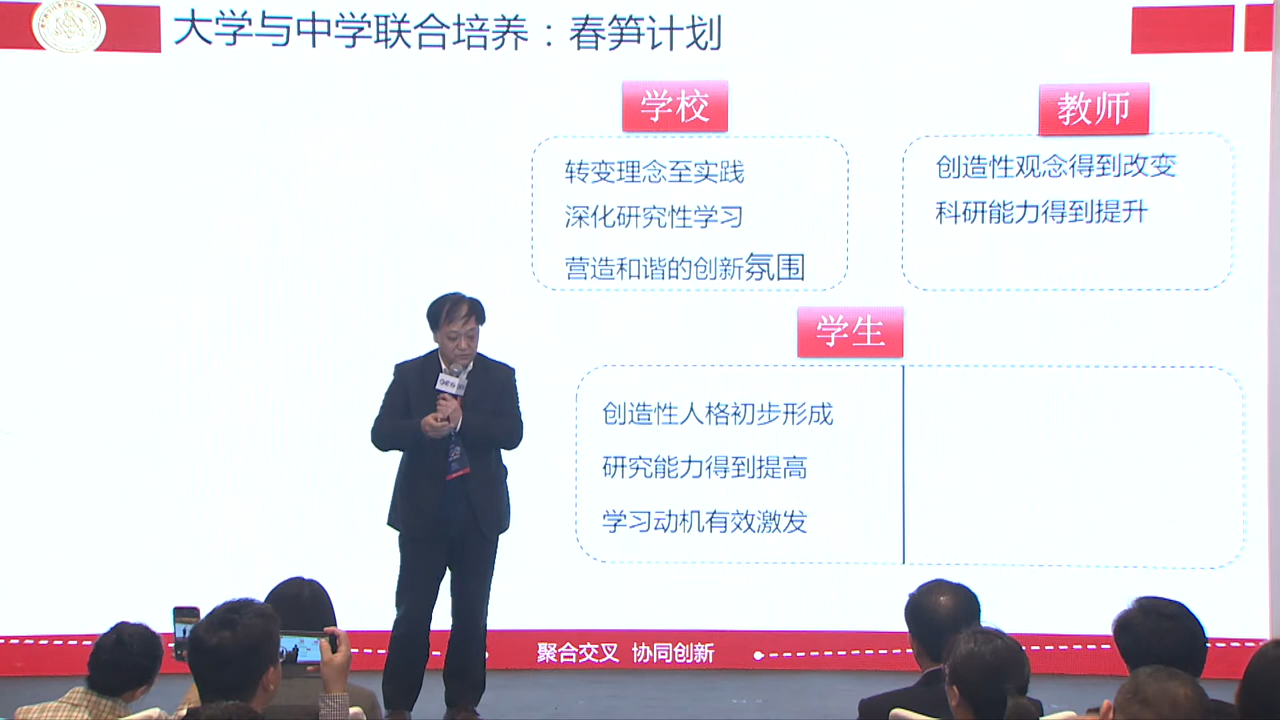 大学与中学联合培养：春笋计划
学校
转变理念至实践
深化研究性学习
营造和谐的创新氛围
教师
创造性观念得到改变
科研能力得到提升
学生
创造性人格初步形成
研究能力得到提高
学习动机有效激发
聚合交叉 协同创新